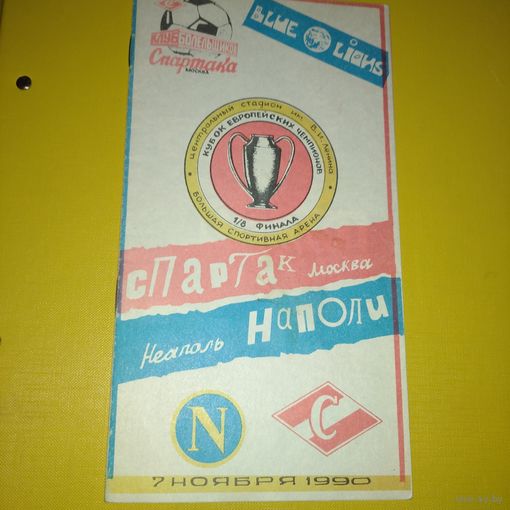 КЛУБ БОЛЕЛЬЩИКОВ
Спартака
МОСКВА
BLUE LIONS
ЦЕНТРАЛЬНЫЙ СТАДИОН ИМ. В.И. Ленина
КУБОК ЕВРОПЕЙСКИХ ЧЕМПИОНОВ
1/8 ФИНАЛА
БОЛЬШАЯ СПОРТИВНАЯ АРЕНА
СПАРТАК МОСКВА
Неаполь НАПОЛИ
N
С
7 НОЯБРЯ 1990